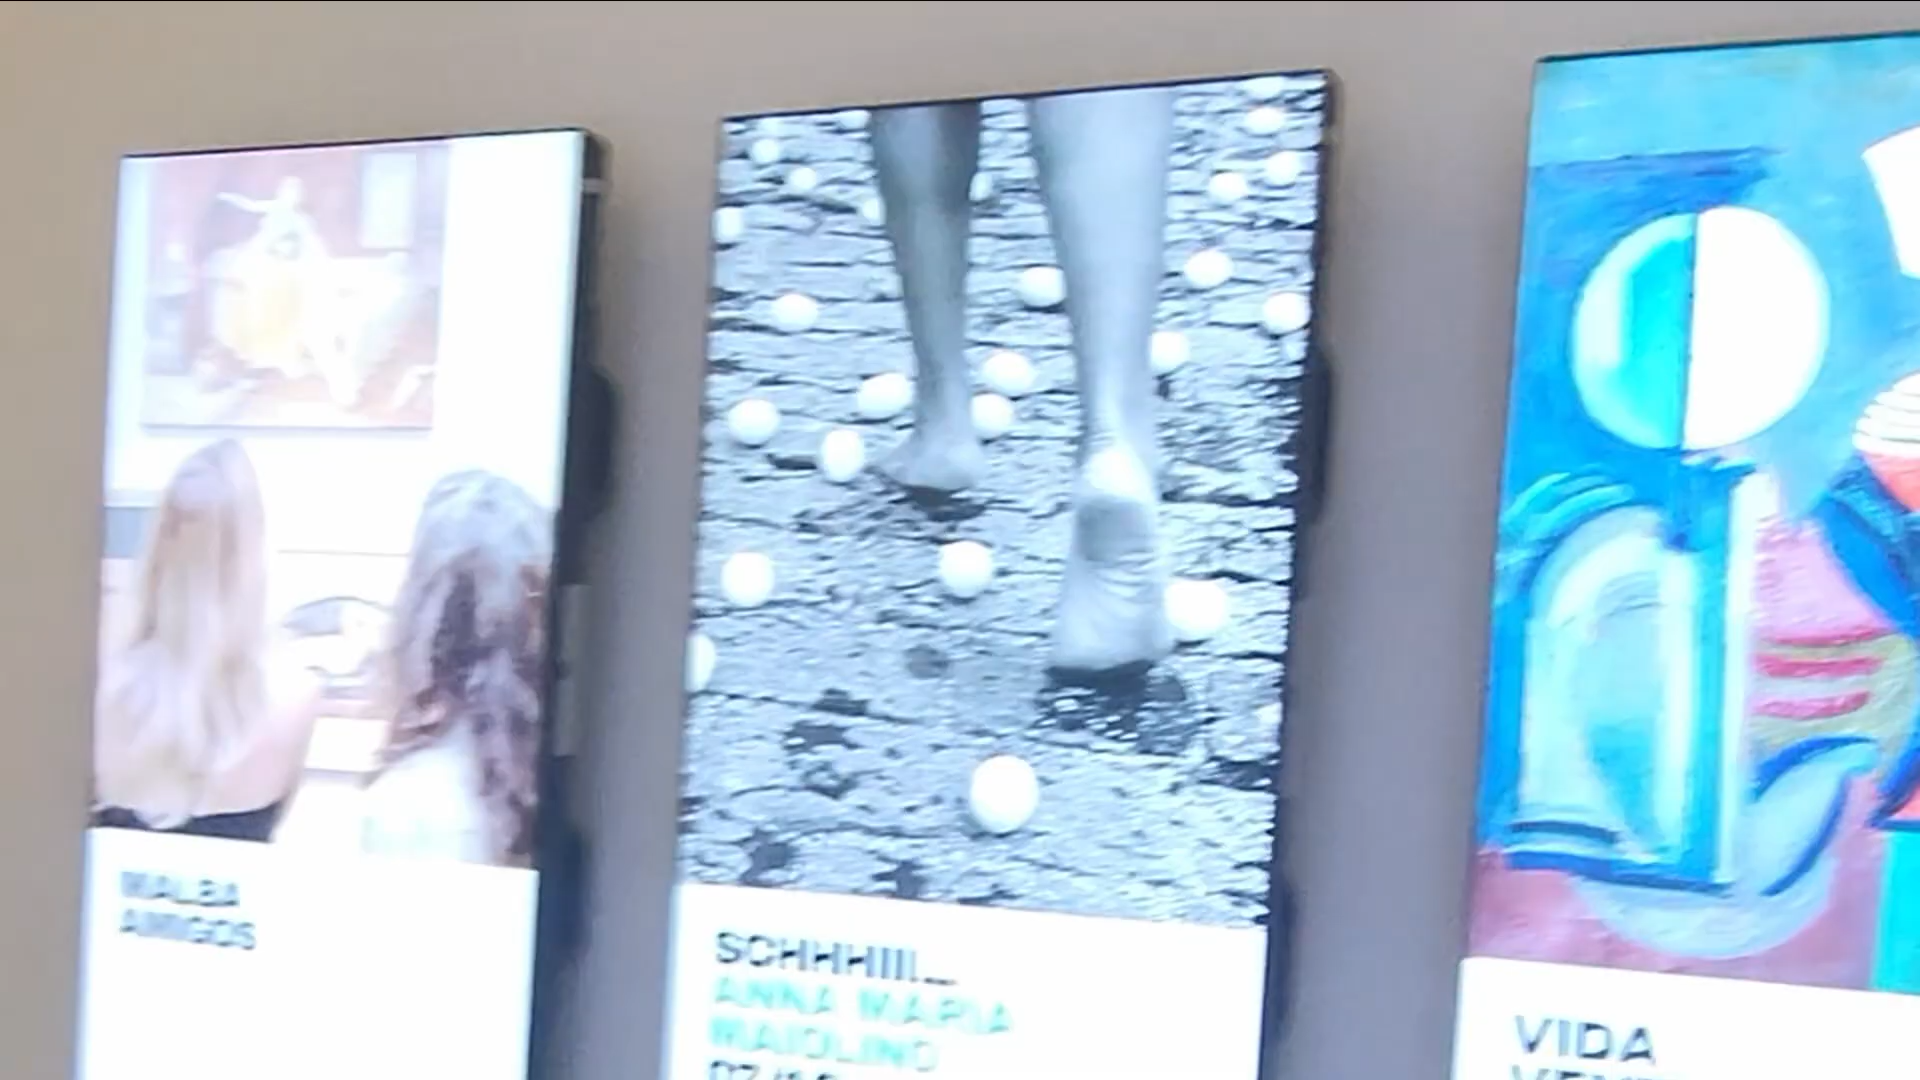 MALBA
AMIGOS
SCHHHIII...
ANNA MARIA
MAIOLINO
VIDA